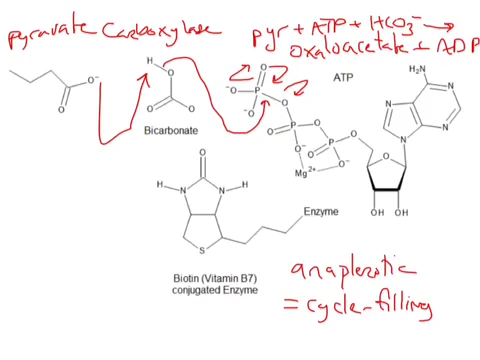 pyruvate Carboxylase
pyr + ATP + HCO3⁻ →
oxaloacetate + ADP
O⁻
O
H
O
O
O
Bicarbonate
O
⁻O
P
O
⁻O
O
P
O
O
P
O
O⁻
O⁻
Mg2+
ATP
H2N
N
N
N
N
O
OH OH
O
H N N H
S
Enzyme
Biotin (Vitamin B7)
conjugated Enzyme
anaplerotic
= cycle-filling